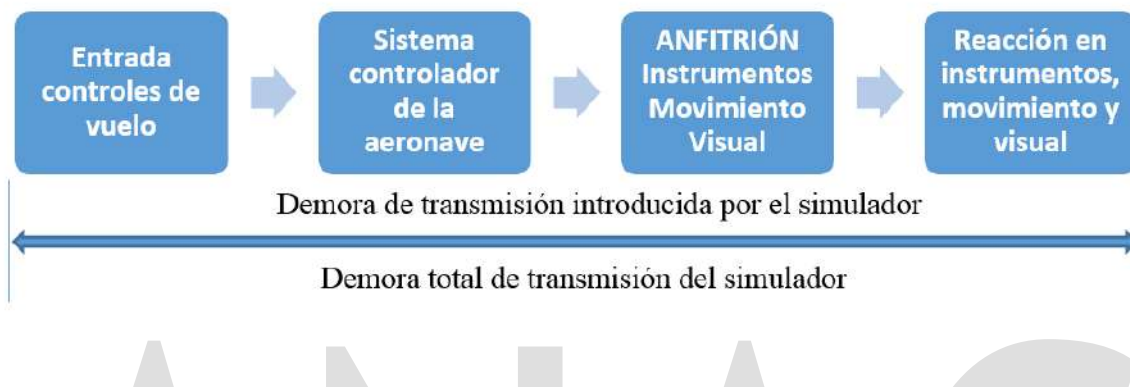 Entrada
controles de
vuelo
Sistema
controlador
de la
aeronave
ANFITRIÓN
Instrumentos
Movimiento
Visual
Reacción en
instrumentos,
movimiento y
visual
Demora de transmisión introducida por el simulador
Demora total de transmisión del simulador